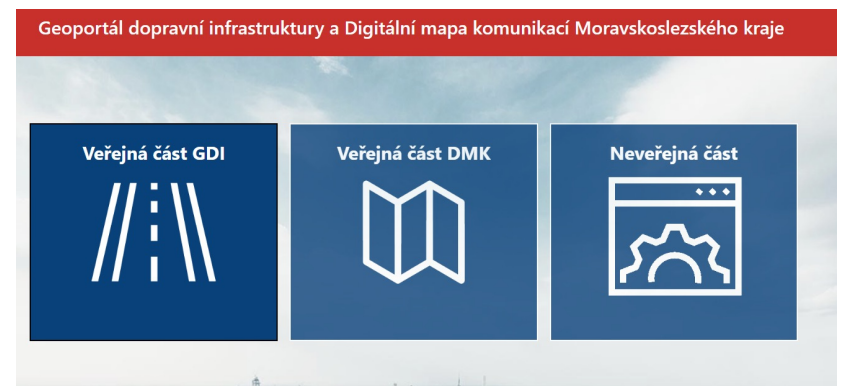 Geoportál dopravní infrastruktury a Digitální mapa komunikací Moravskoslezského kraje
Veřejná část GDI
Veřejná část DMK
Neveřejná část